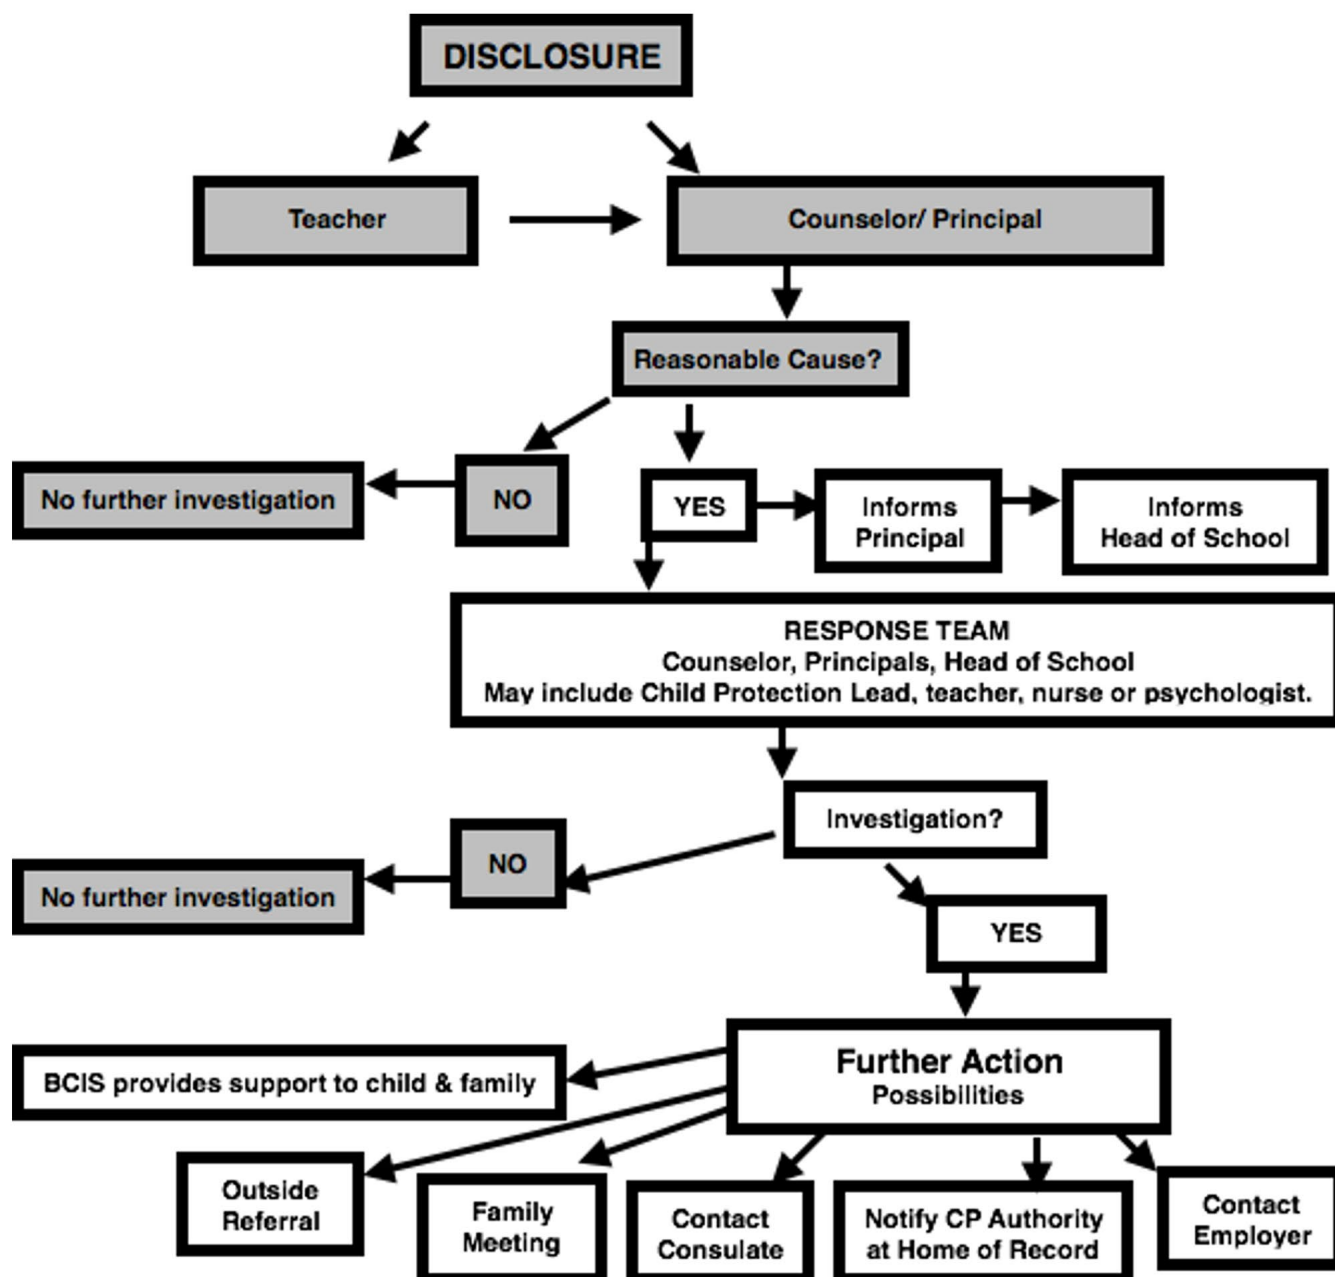 DISCLOSURE
Teacher
Counselor/ Principal
Reasonable Cause?
No further investigation
NO
YES
Informs
Principal
Informs
Head of School
RESPONSE TEAM
Counselor, Principals, Head of School
May include Child Protection Lead, teacher, nurse or psychologist.
Investigation?
NO
No further investigation
YES
Further Action
Possibilities
BCIS provides support to child & family
Outside
Referral
Family
Meeting
Contact
Consulate
Notify CP Authority
at Home of Record
Contact
Employer